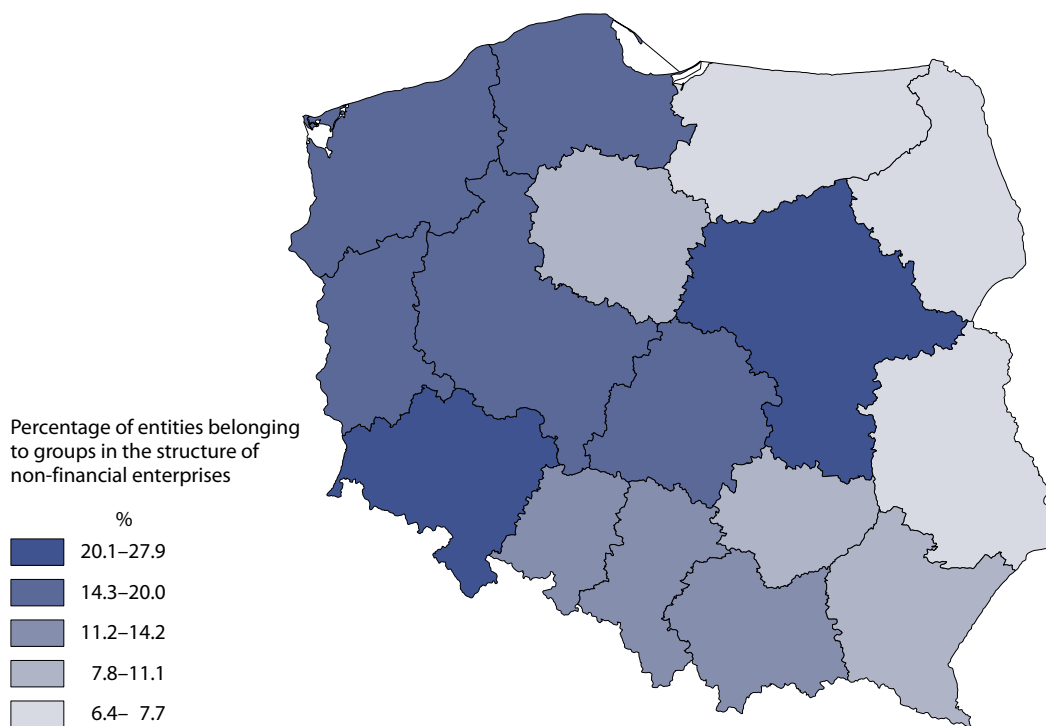 Percentage of entities belonging
to groups in the structure of
non-financial enterprises
%
20.1–27.9
14.3–20.0
11.2–14.2
7.8–11.1
6.4– 7.7